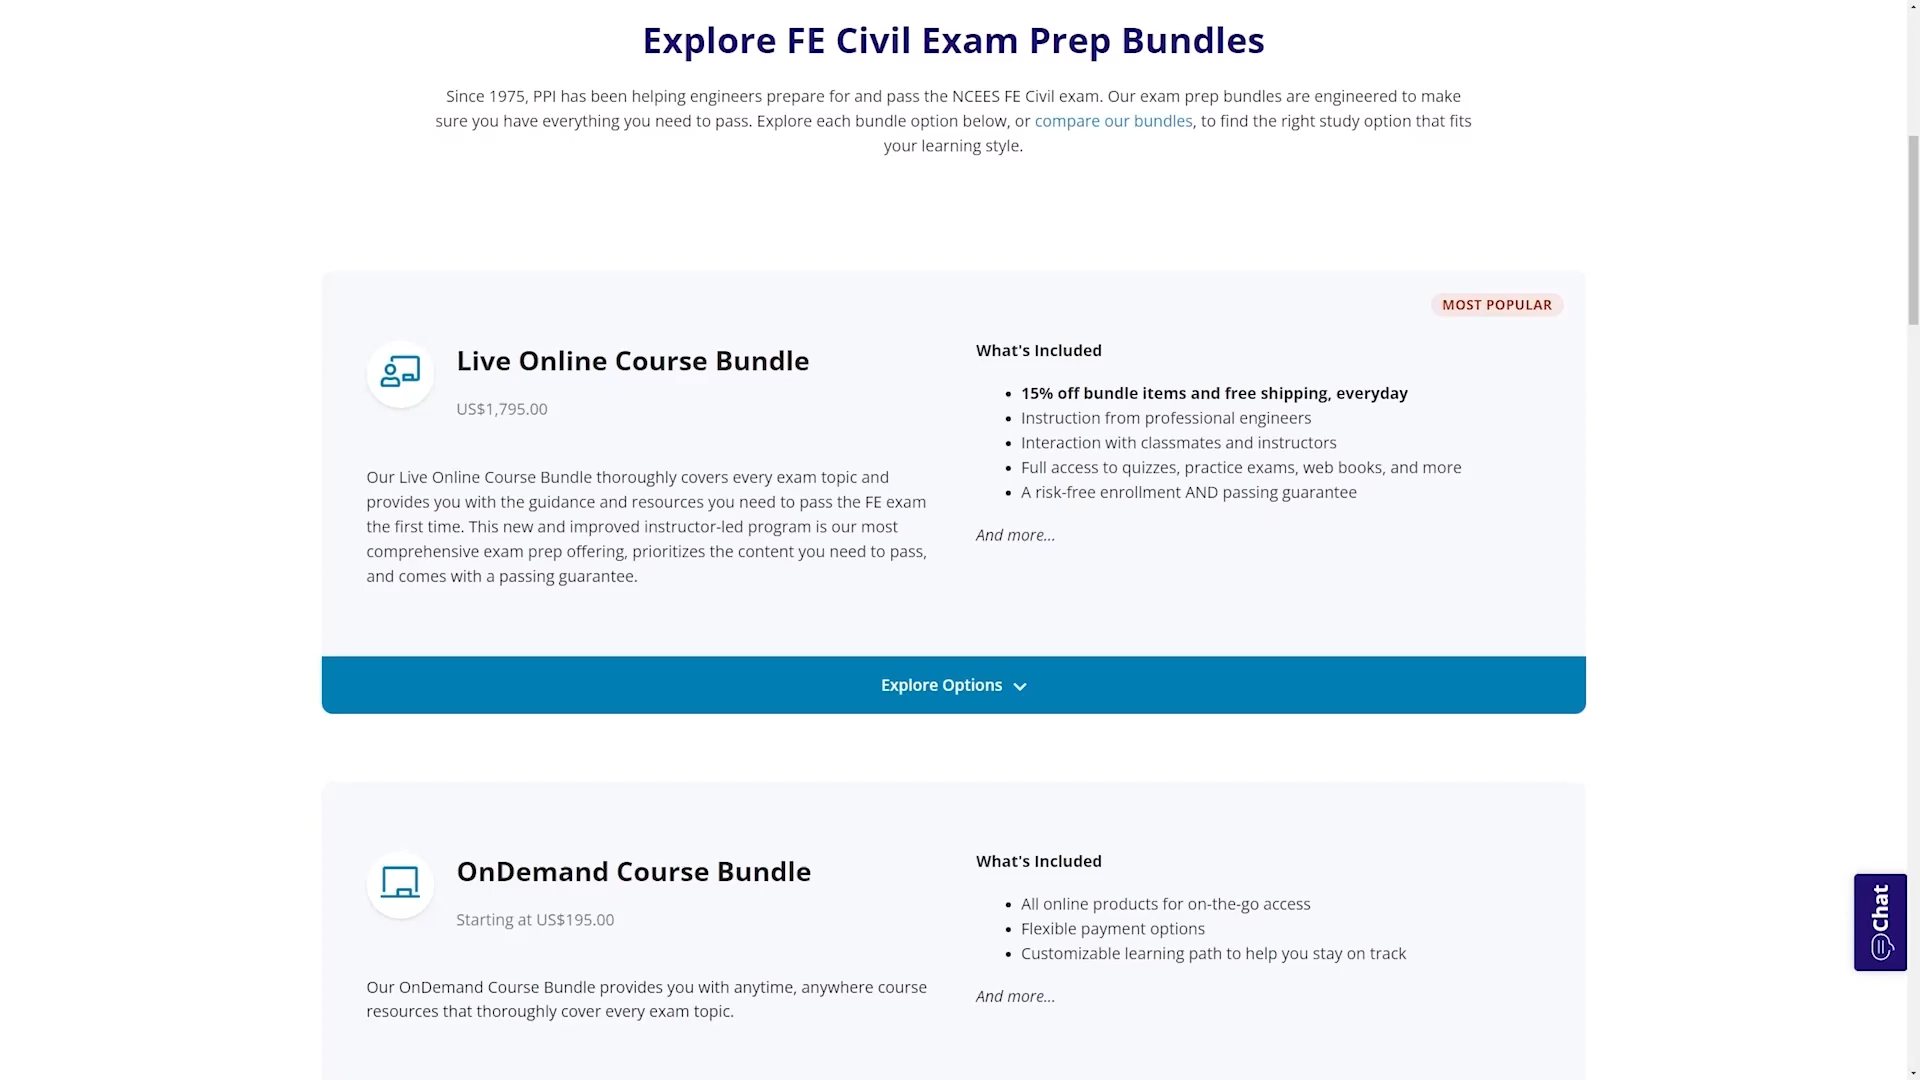 Explore FE Civil Exam Prep Bundles
Since 1975, PPI has been helping engineers prepare for and pass the NCEES FE Civil exam. Our exam prep bundles are engineered to make
sure you have everything you need to pass. Explore each bundle option below, or compare our bundles, to find the right study option that fits
your learning style.
MOST POPULAR
Live Online Course Bundle
US$1,795.00
Our Live Online Course Bundle thoroughly covers every exam topic and
provides you with the guidance and resources you need to pass the FE exam
the first time. This new and improved instructor-led program is our most
comprehensive exam prep offering, prioritizes the content you need to pass,
and comes with a passing guarantee.
What's Included
• 15% off bundle items and free shipping, everyday
• Instruction from professional engineers
• Interaction with classmates and instructors
• Full access to quizzes, practice exams, web books, and more
• A risk-free enrollment AND passing guarantee
And more...
Explore Options
OnDemand Course Bundle
Starting at US$195.00
Our OnDemand Course Bundle provides you with anytime, anywhere course
resources that thoroughly cover every exam topic.
What's Included
• All online products for on-the-go access
• Flexible payment options
• Customizable learning path to help you stay on track
And more...
Chat